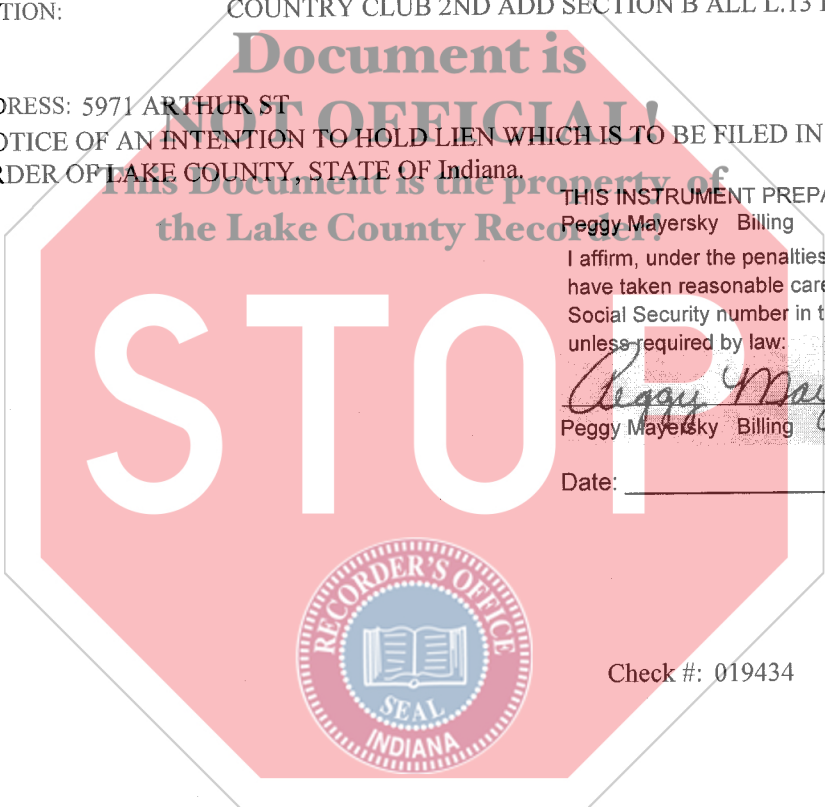 TION: COUNTRY CLUB 2ND ADD SECTION B ALL L.13
Document is
DRESS: 5971 ARTHUR ST
NOT OFFICIAL!
OTICE OF AN INTENTION TO HOLD LIEN WHICH IS TO BE FILED IN
RDER OF LAKE COUNTY, STATE OF Indiana.
This Document is the property of
the Lake County Recorder!
THIS INSTRUMENT PREPA
Peggy Mayersky Billing
I affirm, under the penalties
have taken reasonable care
Social Security number in t
unless required by law:
Peggy May
Peggy Mayersky Billing
Date:
STOP
RECORDER'S OFFICE
SEAL
INDIANA
Check #: 019434